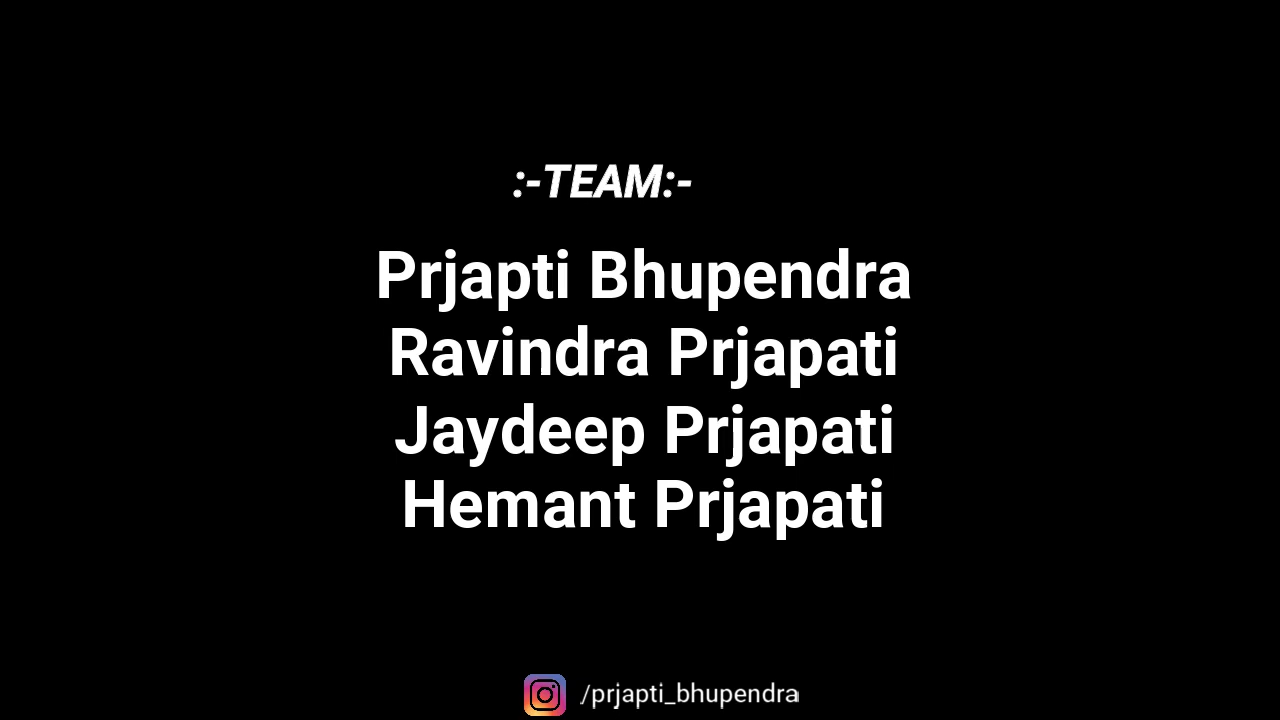 :-TEAM:-
Prjapti Bhupendra
Ravindra Prjapati
Jaydeep Prjapati
Hemant Prjapati
/prjapti_bhupendra